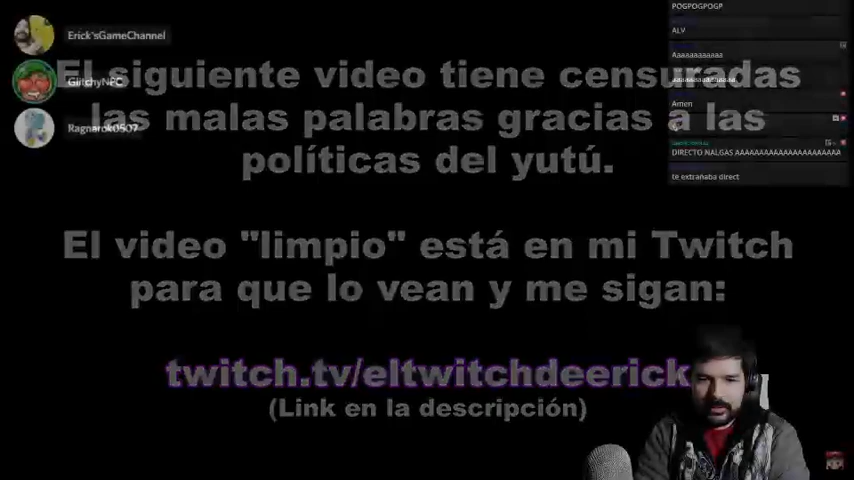 Erick'sGameChannel
GlitchyNPC
Ragnarok0507
El siguiente video tiene censuradas
las malas palabras gracias a las
políticas del yutú.
El video "limpio" está en mi Twitch
para que lo vean y me sigan:
twitch.tv/eltwitchdeerick
(Link en la descripción)
POGPOGPOGP
ALV
Aaaaaaaaaaaa
Amen
DIRECTO NALGAS AAAAAAAAAAAAAAAAAAAAA
te extrañaba direct